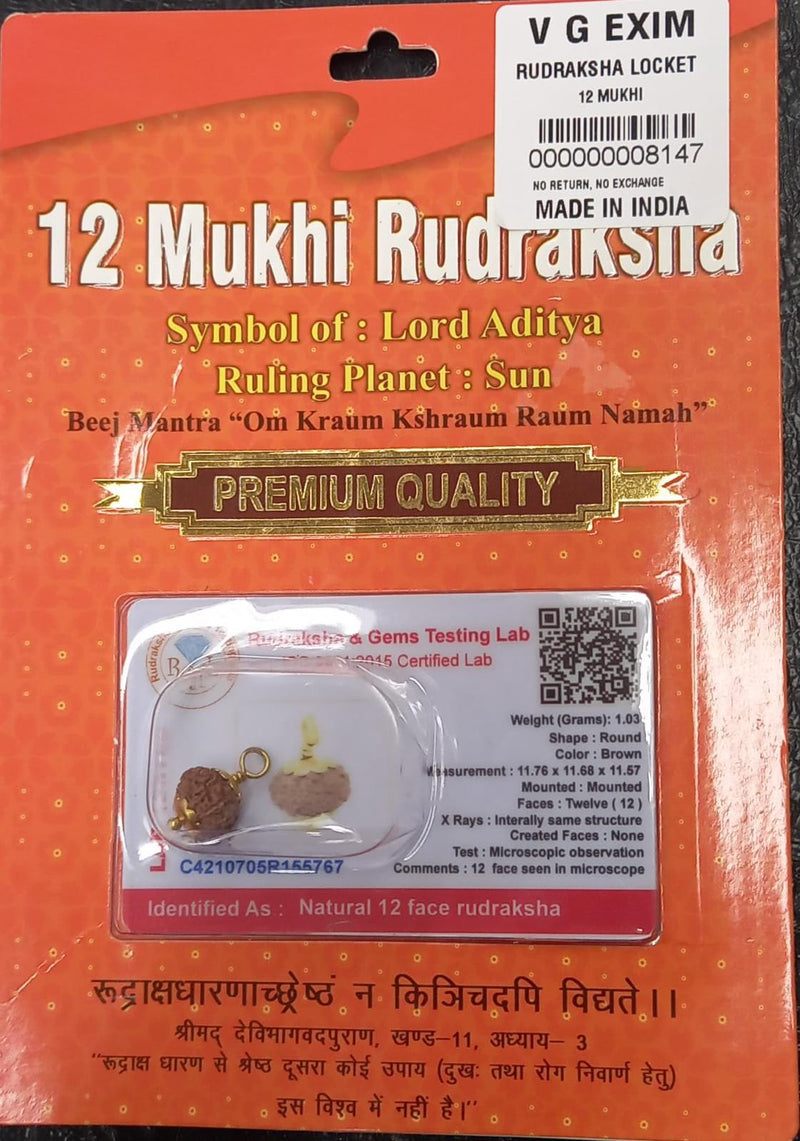 V G EXIM
RUDRAKSHA LOCKET
12 MUKHI
000000008147
NO RETURN, NO EXCHANGE
MADE IN INDIA
12 Mukhi Rudraksha
Symbol of : Lord Aditya
Ruling Planet : Sun
Beej Mantra “Om Kraum Kshraum Raum Namah”
PREMIUM QUALITY
Rudraksha & Gems Testing Lab
2015 Certified Lab
Weight (Grams): 1.03
Shape : Round
Color : Brown
Measurement : 11.76 x 11.68 x 11.57
Mounted : Mounted
Faces : Twelve ( 12 )
X Rays : Interally same structure
Created Faces : None
Test : Microscopic observation
C4210705R155767
Comments : 12 face seen in microscope
Identified As : Natural 12 face rudraksha
रूद्राक्षधारणाच्छ्रेष्ठं न किञ्चिदपि विद्यते।।
श्रीमद् देविभागवदपुराण, खण्ड-11, अध्याय- 3
"रूद्राक्ष धारण से श्रेष्ठ दूसरा कोई उपाय (दुखः तथा रोग निवार्ण हेतु)
इस विश्व में नहीं है।"